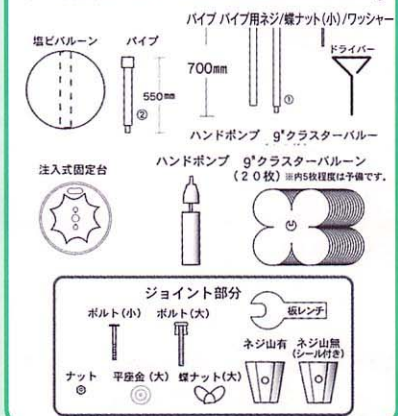 パイプ パイプ用ネジ/蝶ナット(小)/ワッシャー
塩ビバルーン パイプ ドライバー
700mm
550mm
①
②
ハンドポンプ 9"クラスターバルー
注入式固定台
ハンドポンプ 9"クラスターバルーン
(20枚) ※内5枚程度は予備です。
ジョイント部分
ボルト(小) ボルト(大) 板レンチ
ネジ山有 ネジ山無
(シール付き)
ナット 平座金(大) 蝶ナット(大)